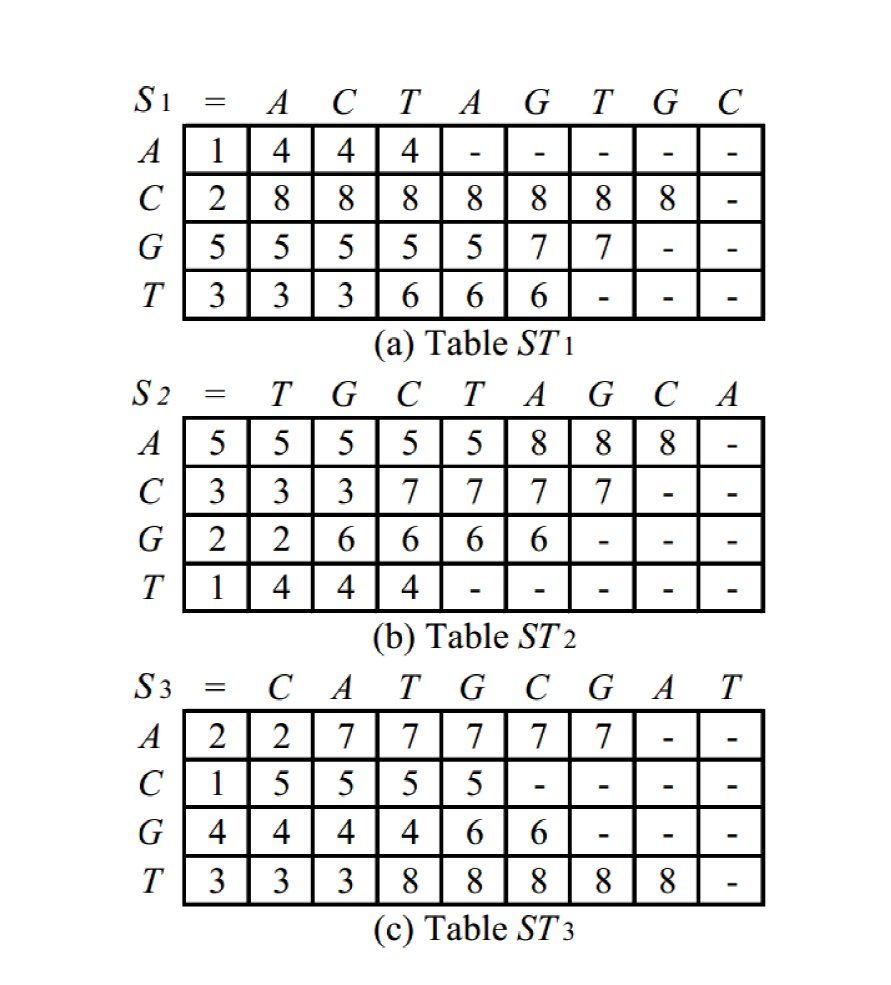 S1 = A C T A G T G C
A 1 4 4 4 - - - - -
C 2 8 8 8 8 8 8 8 -
G 5 5 5 5 5 7 7 - -
T 3 3 3 6 6 6 - - -
(a) Table ST1
S2 = T G C T A G C A
A 5 5 5 5 5 8 8 8 -
C 3 3 3 7 7 7 7 - -
G 2 2 6 6 6 6 - - -
T 1 4 4 4 - - - - -
(b) Table ST2
S3 = C A T G C G A T
A 2 2 7 7 7 7 7 - -
C 1 5 5 5 5 - - - -
G 4 4 4 4 6 6 - - -
T 3 3 3 8 8 8 8 8 -
(c) Table ST3